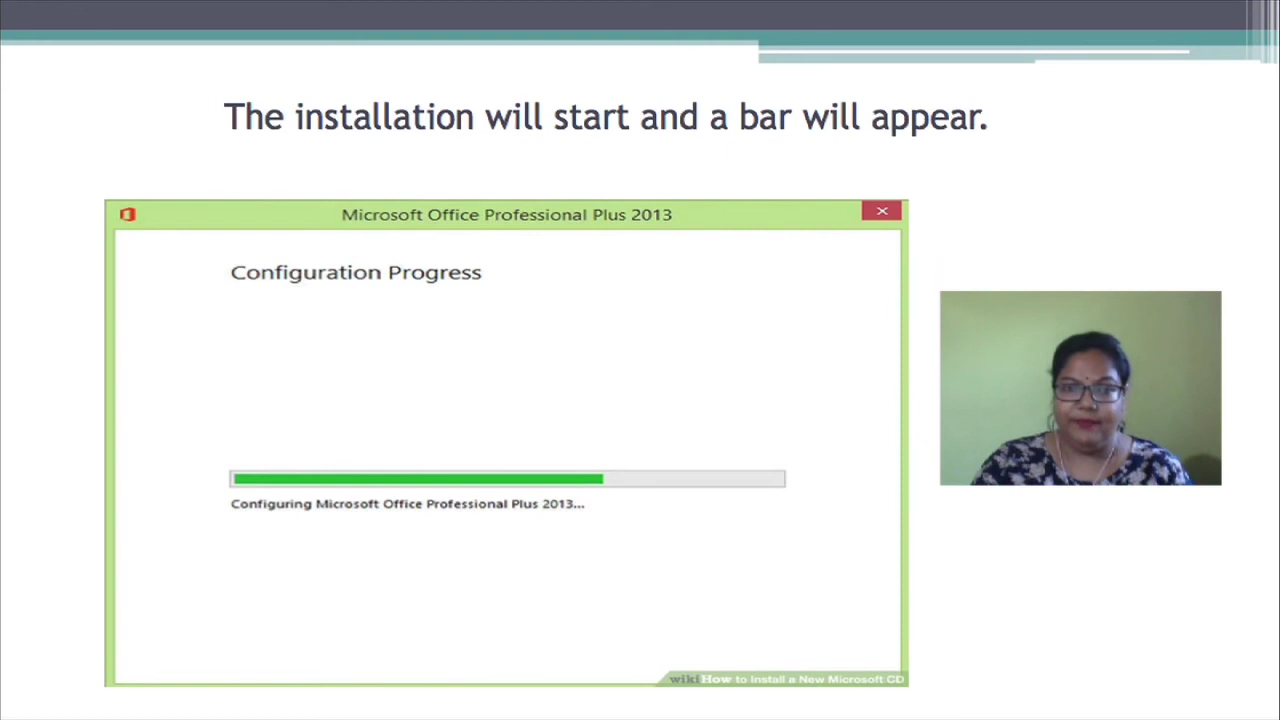 The installation will start and a bar will appear.
Microsoft Office Professional Plus 2013
Configuration Progress
Configuring Microsoft Office Professional Plus 2013...
wikiHow to Install a New Microsoft CD